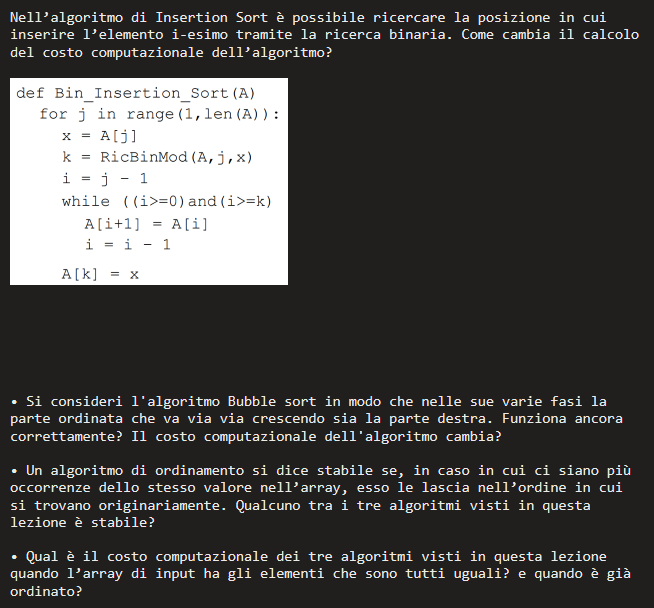 Nell’algoritmo di Insertion Sort è possibile ricercare la posizione in cui
inserire l’elemento i-esimo tramite la ricerca binaria. Come cambia il calcolo
del costo computazionale dell’algoritmo?
def Bin_Insertion_Sort(A)
for j in range(1,len(A)):
x = A[j]
k = RicBinMod(A,j,x)
i = j - 1
while ((i>=0)and(i>=k)
A[i+1] = A[i]
i = i - 1
A[k] = x
• Si consideri l'algoritmo Bubble sort in modo che nelle sue varie fasi la
parte ordinata che va via via crescendo sia la parte destra. Funziona ancora
correttamente? Il costo computazionale dell'algoritmo cambia?
• Un algoritmo di ordinamento si dice stabile se, in caso in cui ci siano più
occorrenze dello stesso valore nell’array, esso le lascia nell’ordine in cui
si trovano originariamente. Qualcuno tra i tre algoritmi visti in questa
lezione è stabile?
• Qual è il costo computazionale dei tre algoritmi visti in questa lezione
quando l’array di input ha gli elementi che sono tutti uguali? e quando è già
ordinato?